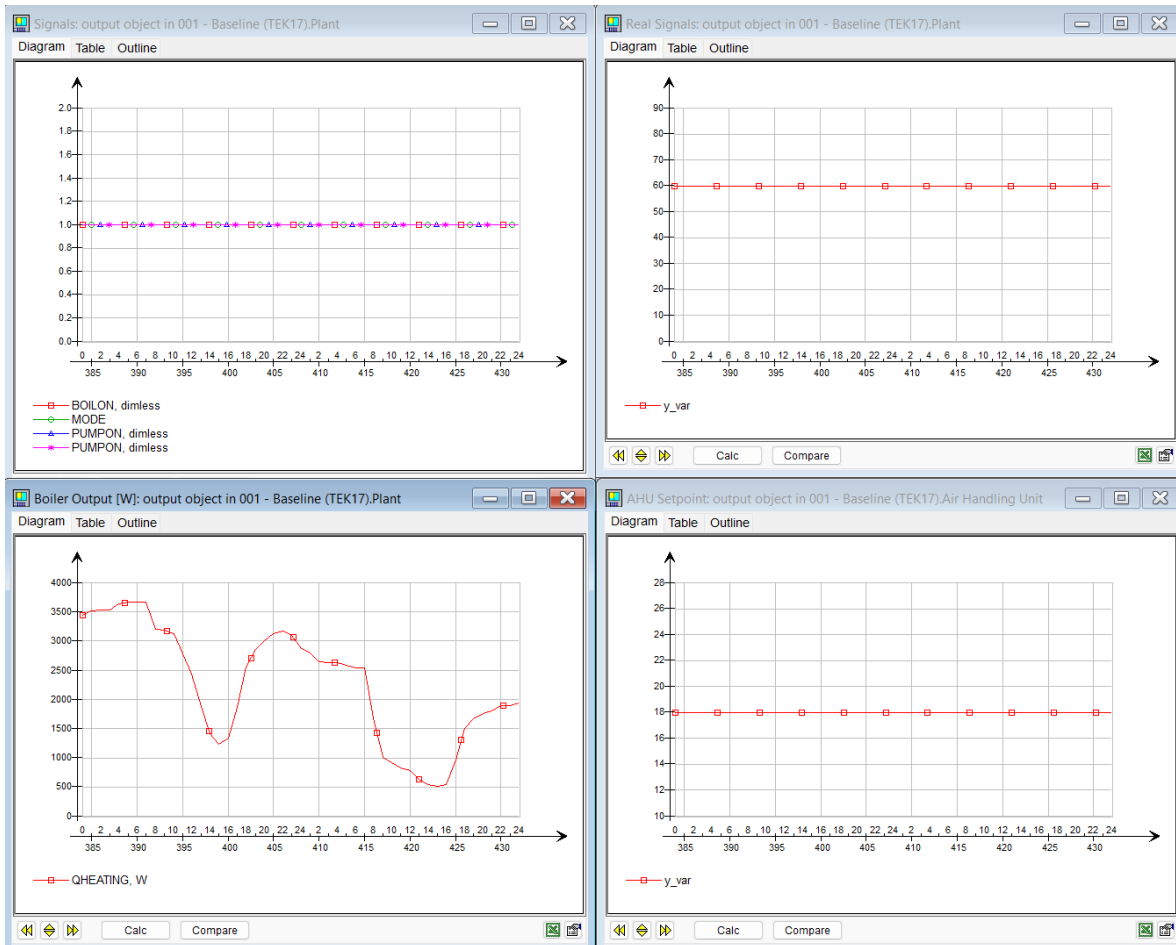 Signals: output object in 001 - Baseline (TEK17).Plant
Diagram Table Outline
2.0
1.8
1.6
1.4
1.2
1.0
0.8
0.6
0.4
0.2
0.0
0 2 4 6 8 10 12 14 16 18 20 22 24 2 4 6 8 10 12 14 16 18 20 22 24
385 390 395 400 405 410 415 420 425 430
BOILON, dimless
MODE
PUMPON, dimless
PUMPON, dimless
Real Signals: output object in 001 - Baseline (TEK17).Plant
Diagram Table Outline
90
80
70
60
50
40
30
20
10
0
0 2 4 6 8 10 12 14 16 18 20 22 24 2 4 6 8 10 12 14 16 18 20 22 24
385 390 395 400 405 410 415 420 425 430
y_var
Calc Compare
Boiler Output [W]: output object in 001 - Baseline (TEK17).Plant
Diagram Table Outline
4000
3500
3000
2500
2000
1500
1000
500
0
0 2 4 6 8 10 12 14 16 18 20 22 24 2 4 6 8 10 12 14 16 18 20 22 24
385 390 395 400 405 410 415 420 425 430
QHEATING, W
Calc Compare
AHU Setpoint: output object in 001 - Baseline (TEK17).Air Handling Unit
Diagram Table Outline
28
26
24
22
20
18
16
14
12
10
0 2 4 6 8 10 12 14 16 18 20 22 24 2 4 6 8 10 12 14 16 18 20 22 24
385 390 395 400 405 410 415 420 425 430
y_var
Calc Compare